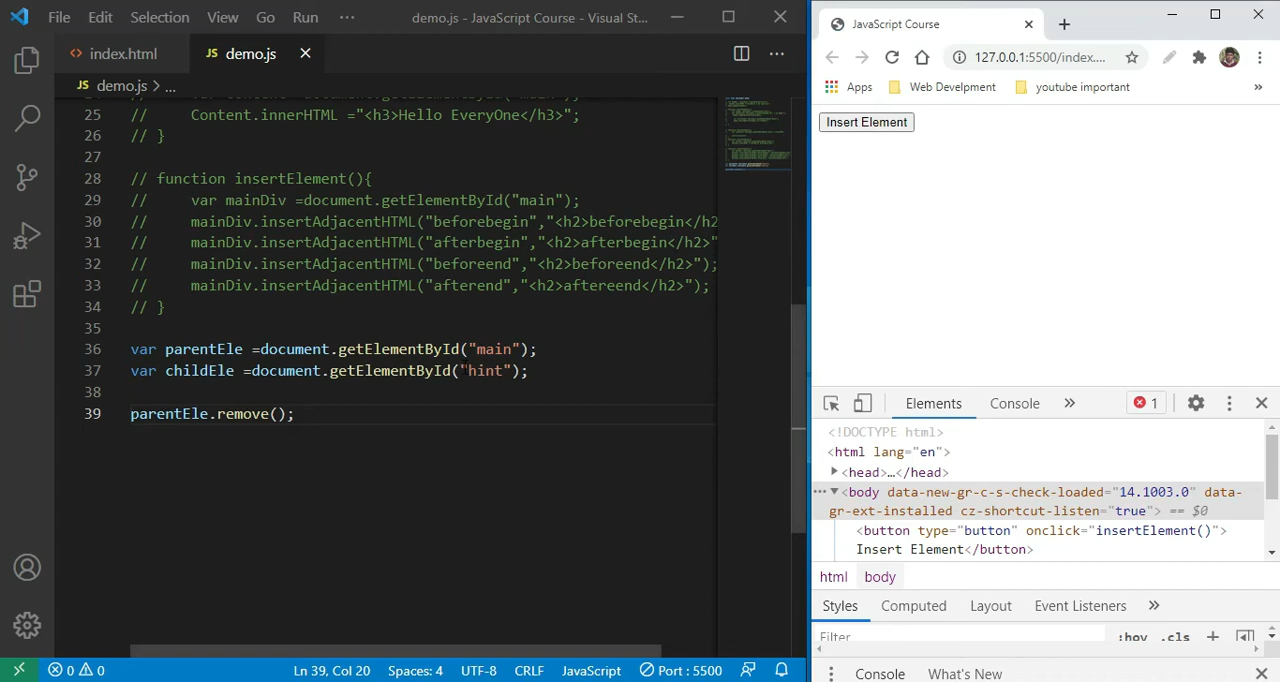 File Edit Selection View Go Run ··· demo.js - JavaScript Course - Visual St...
index.html JS demo.js
JS demo.js > ...
25 // Content.innerHTML ="<h3>Hello EveryOne</h3>";
26 // }
27
28 // function insertElement(){
29 // var mainDiv =document.getElementById("main");
30 // mainDiv.insertAdjacentHTML("beforebegin","<h2>beforebegin</h2
31 // mainDiv.insertAdjacentHTML("afterbegin","<h2>afterbegin</h2>"
32 // mainDiv.insertAdjacentHTML("beforeend","<h2>beforeend</h2>");
33 // mainDiv.insertAdjacentHTML("afterend","<h2>aftereend</h2>");
34 // }
35
36 var parentEle =document.getElementById("main");
37 var childEle =document.getElementById("hint");
38
39 parentEle.remove();
0 0 Ln 39, Col 20 Spaces: 4 UTF-8 CRLF JavaScript Port : 5500
JavaScript Course
127.0.0.1:5500/index....
Apps Web Develpment youtube important »
Insert Element
Elements Console » 1
<!DOCTYPE html>
<html lang="en">
<head>…</head>
<body data-new-gr-c-s-check-loaded="14.1003.0" data-
gr-ext-installed cz-shortcut-listen="true"> == $0
<button type="button" onclick="insertElement()">
Insert Element</button>
html body
Styles Computed Layout Event Listeners »
Filter :hov .cls +
Console What's New